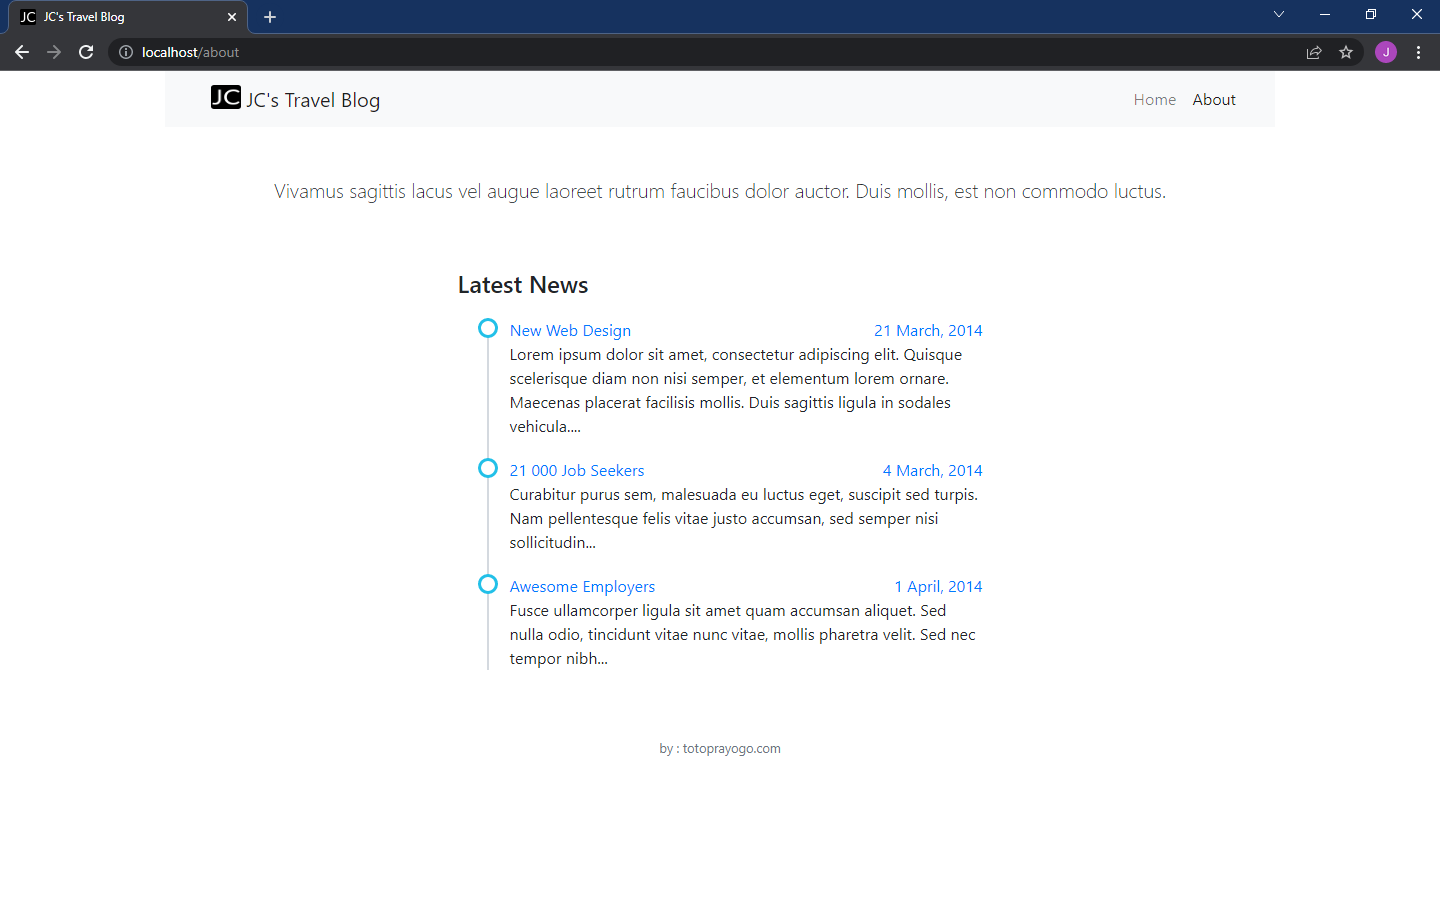 JC JC's Travel Blog
localhost/about
J
JC JC's Travel Blog Home About
Vivamus sagittis lacus vel augue laoreet rutrum faucibus dolor auctor. Duis mollis, est non commodo luctus.
Latest News
New Web Design 21 March, 2014
Lorem ipsum dolor sit amet, consectetur adipiscing elit. Quisque
scelerisque diam non nisi semper, et elementum lorem ornare.
Maecenas placerat facilisis mollis. Duis sagittis ligula in sodales
vehicula....
21 000 Job Seekers 4 March, 2014
Curabitur purus sem, malesuada eu luctus eget, suscipit sed turpis.
Nam pellentesque felis vitae justo accumsan, sed semper nisi
sollicitudin...
Awesome Employers 1 April, 2014
Fusce ullamcorper ligula sit amet quam accumsan aliquet. Sed
nulla odio, tincidunt vitae nunc vitae, mollis pharetra velit. Sed nec
tempor nibh...
by : totoprayogo.com